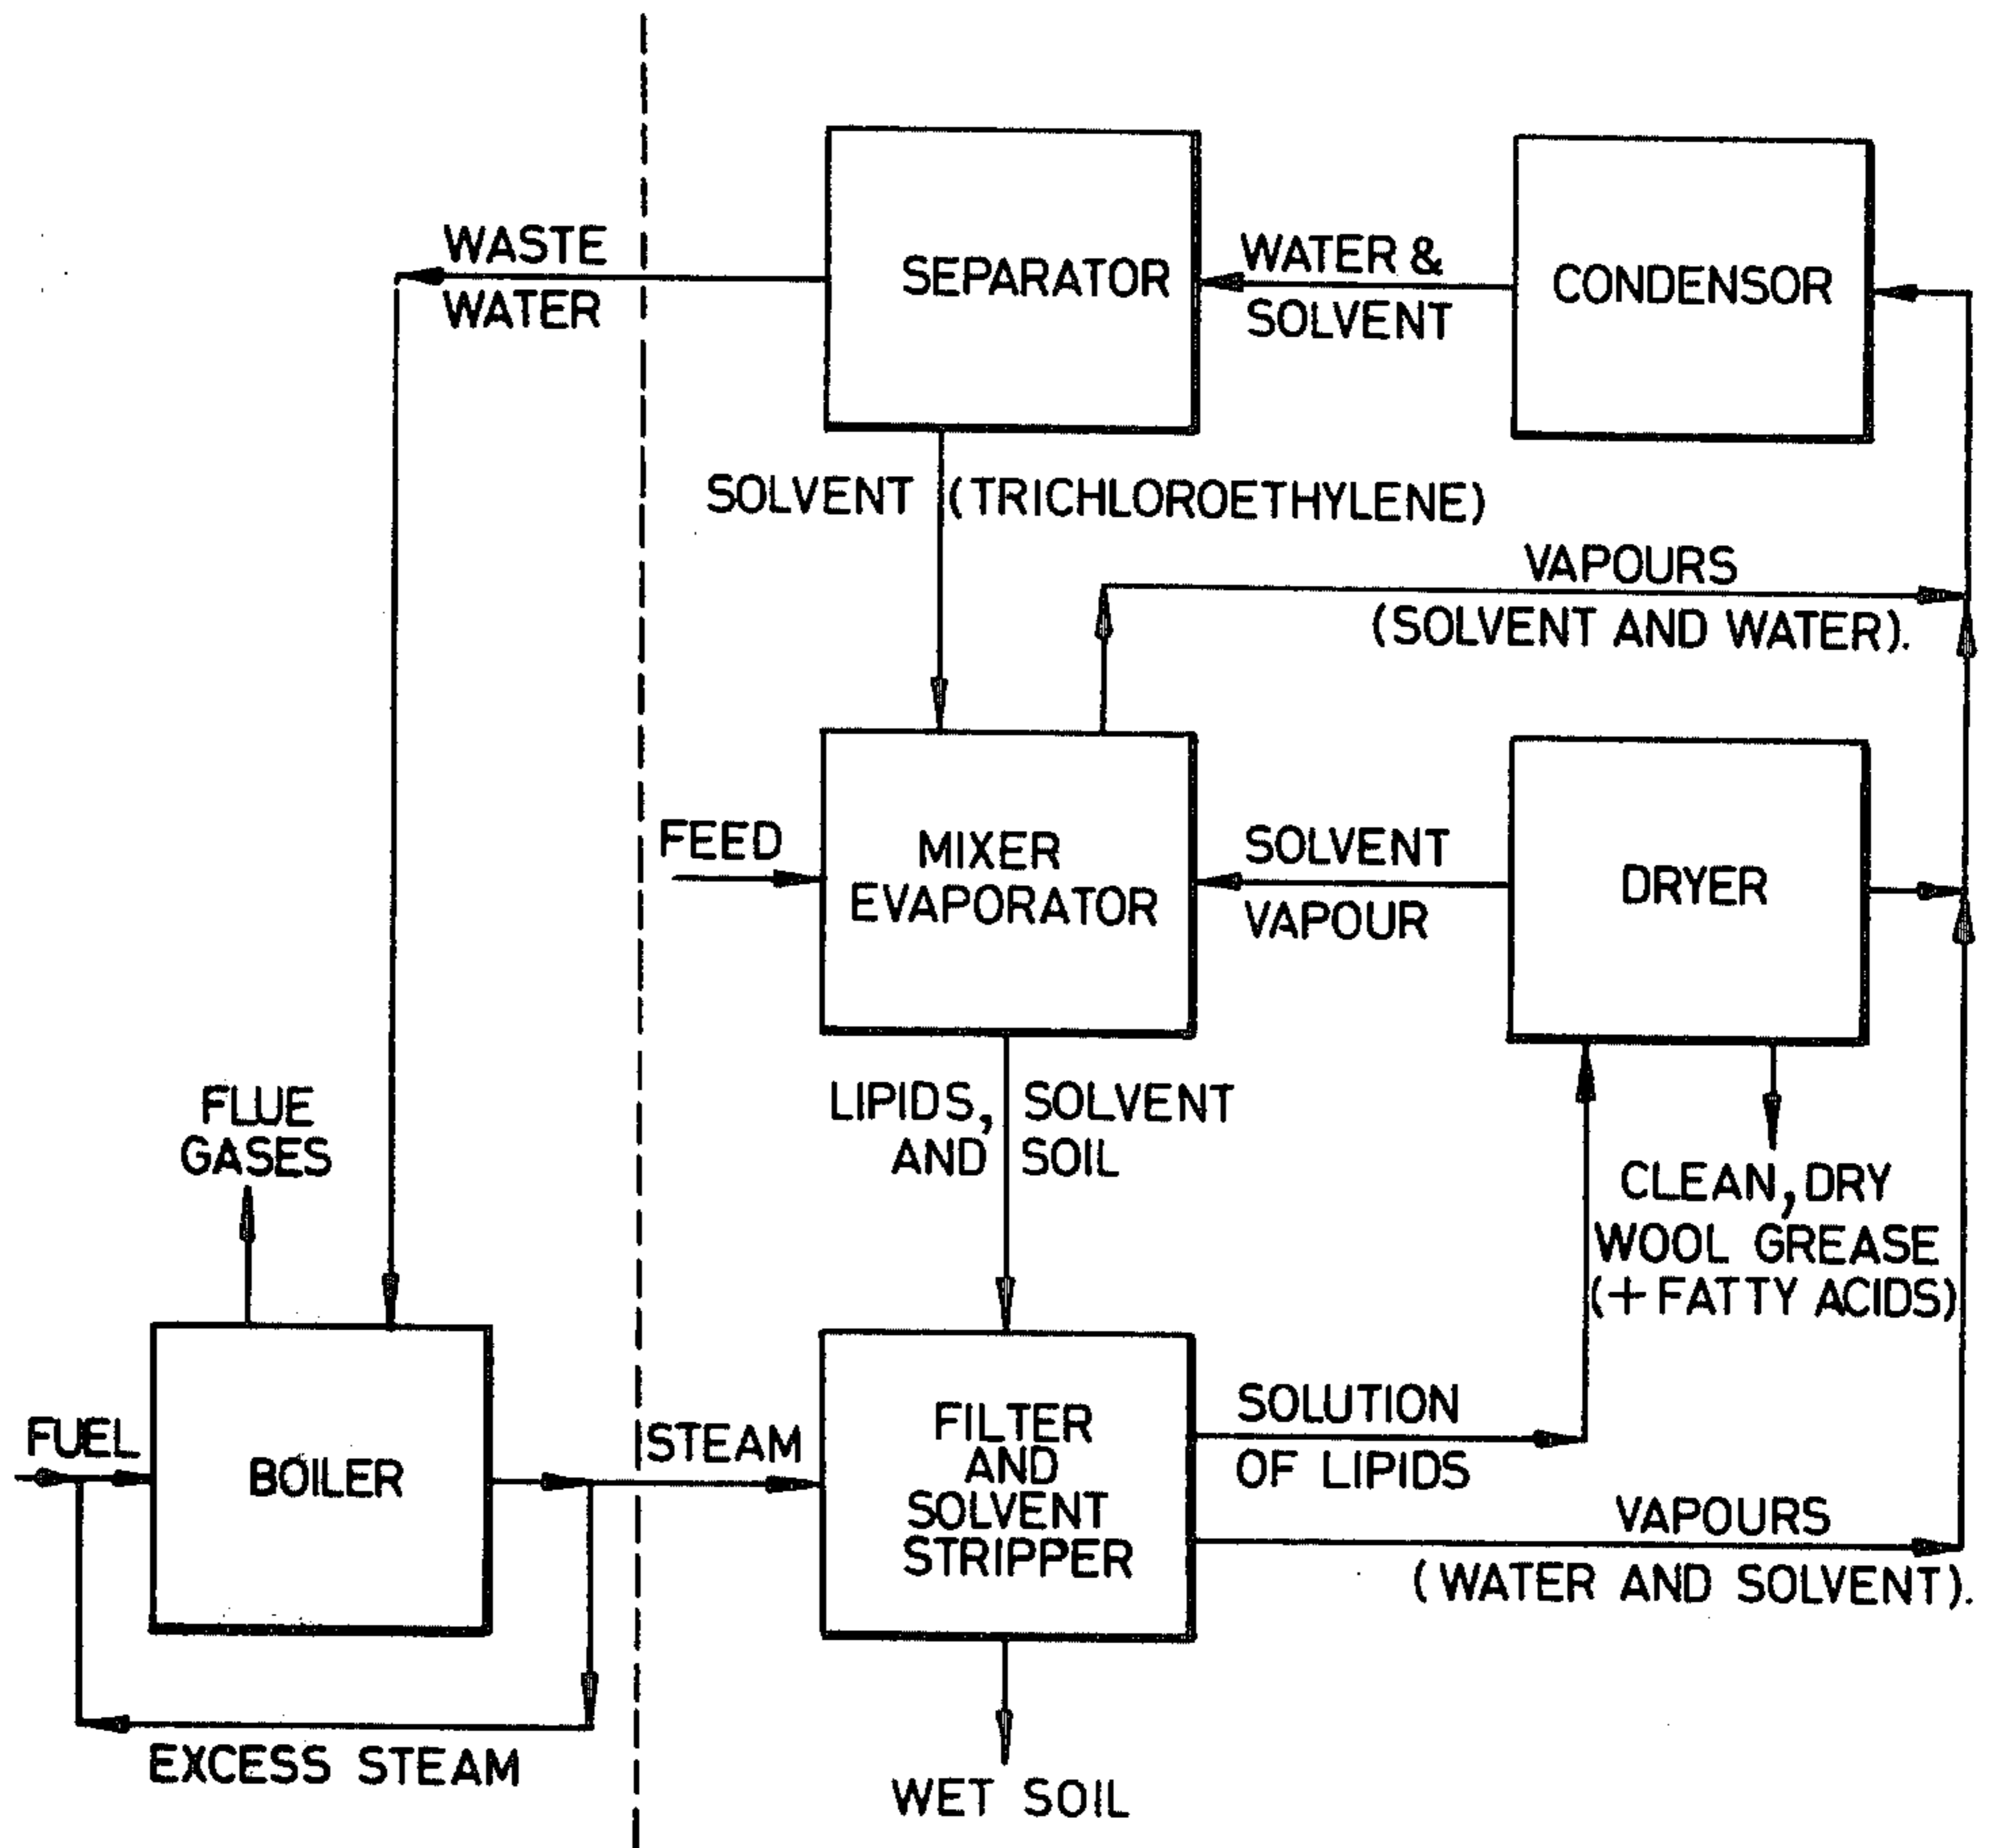 WASTE
WATER
SEPARATOR
WATER &
SOLVENT
CONDENSOR
SOLVENT (TRICHLOROETHYLENE)
VAPOURS
(SOLVENT AND WATER).
FEED
MIXER
EVAPORATOR
SOLVENT
VAPOUR
DRYER
LIPIDS, SOLVENT
AND SOIL
FLUE
GASES
CLEAN, DRY
WOOL GREASE
(+ FATTY ACIDS)
FUEL
BOILER
STEAM
FILTER
AND
SOLVENT
STRIPPER
SOLUTION
OF LIPIDS
VAPOURS
(WATER AND SOLVENT).
EXCESS STEAM
WET SOIL